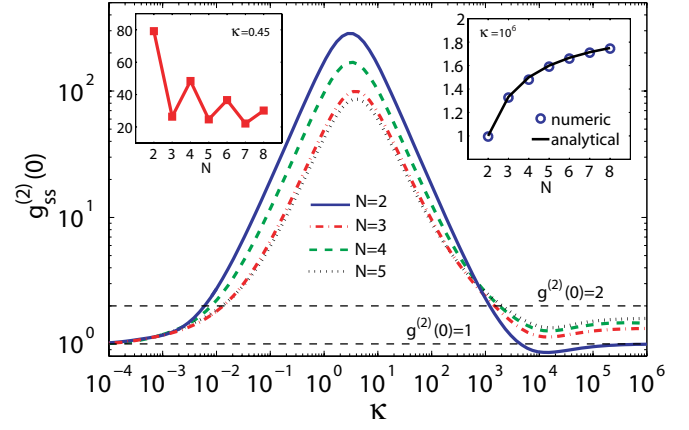 80
60
40
20
κ=0.45
2 3 4 5 6 7 8
N
2
1.8
1.6
1.4
1.2
1
κ=10⁶
numeric
analytical
2 3 4 5 6 7 8
N
g_ss^(2)(0)
10²
10¹
10⁰
N=2
N=3
N=4
N=5
g^(2)(0)=2
g^(2)(0)=1
10⁻⁴ 10⁻³ 10⁻² 10⁻¹ 10⁰ 10¹ 10² 10³ 10⁴ 10⁵ 10⁶
κ